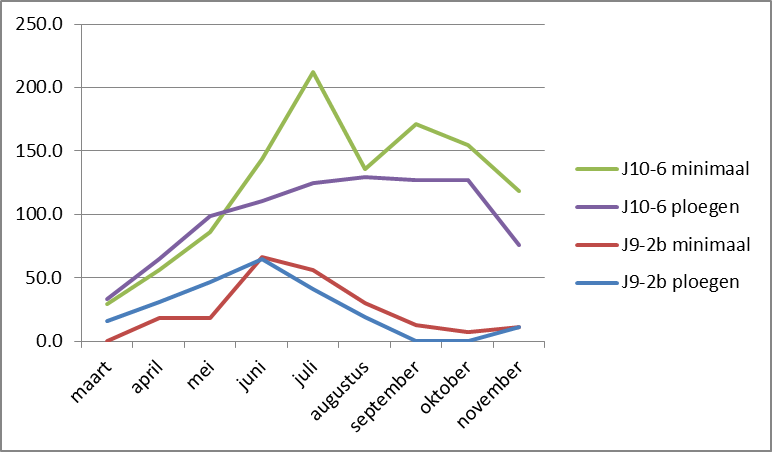 250.0
200.0
150.0
100.0
50.0
0.0
maart
april
mei
juni
juli
augustus
september
oktober
november
J10-6 minimaal
J10-6 ploegen
J9-2b minimaal
J9-2b ploegen